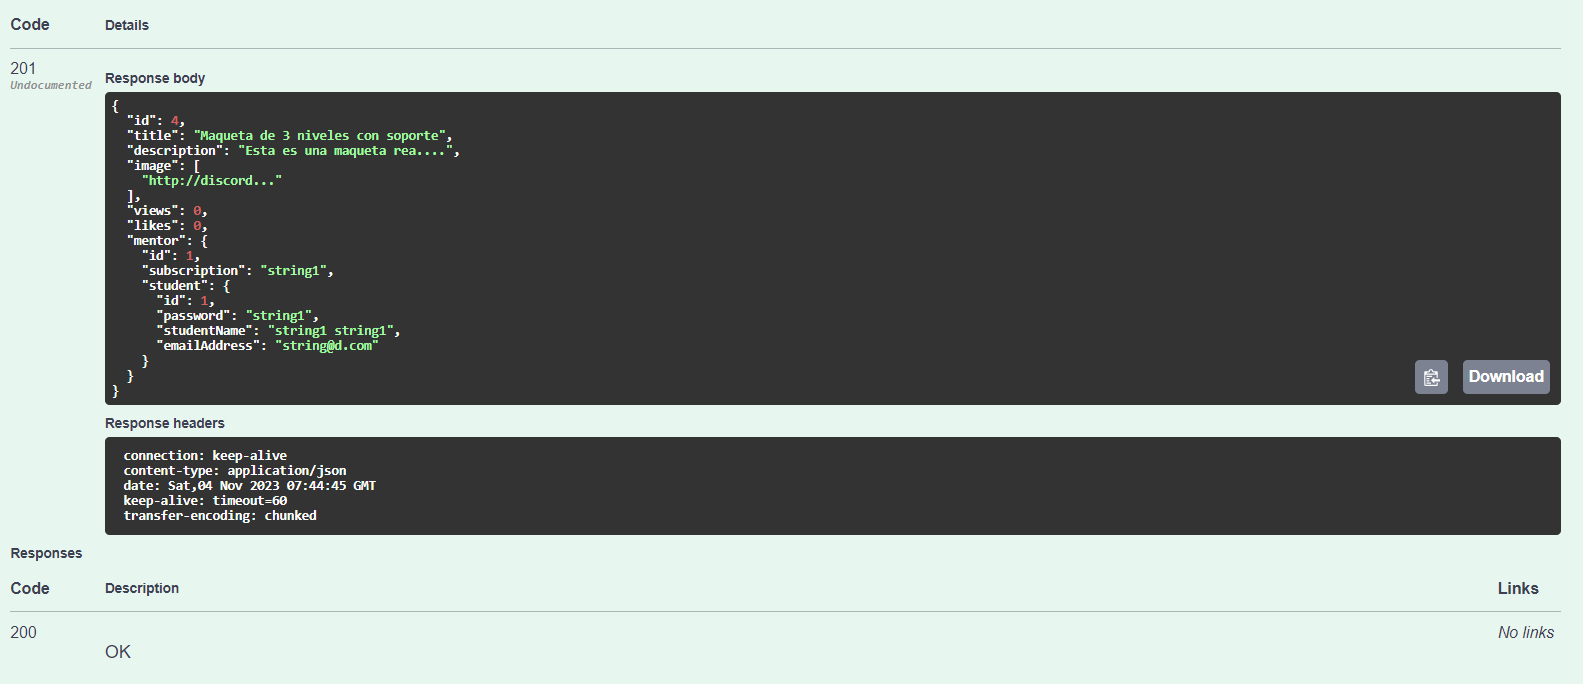 Code Details
201
Undocumented
Response body
{
  "id": 4,
  "title": "Maqueta de 3 niveles con soporte",
  "description": "Esta es una maqueta rea....",
  "image": [
    "http://discord..."
  ],
  "views": 0,
  "likes": 0,
  "mentor": {
    "id": 1,
    "subscription": "string1",
    "student": {
      "id": 1,
      "password": "string1",
      "studentName": "string1 string1",
      "emailAddress": "string@d.com"
    }
  }
}
Download
Response headers
connection: keep-alive
content-type: application/json
date: Sat,04 Nov 2023 07:44:45 GMT
keep-alive: timeout=60
transfer-encoding: chunked
Responses
Code Description Links
200 No links
OK